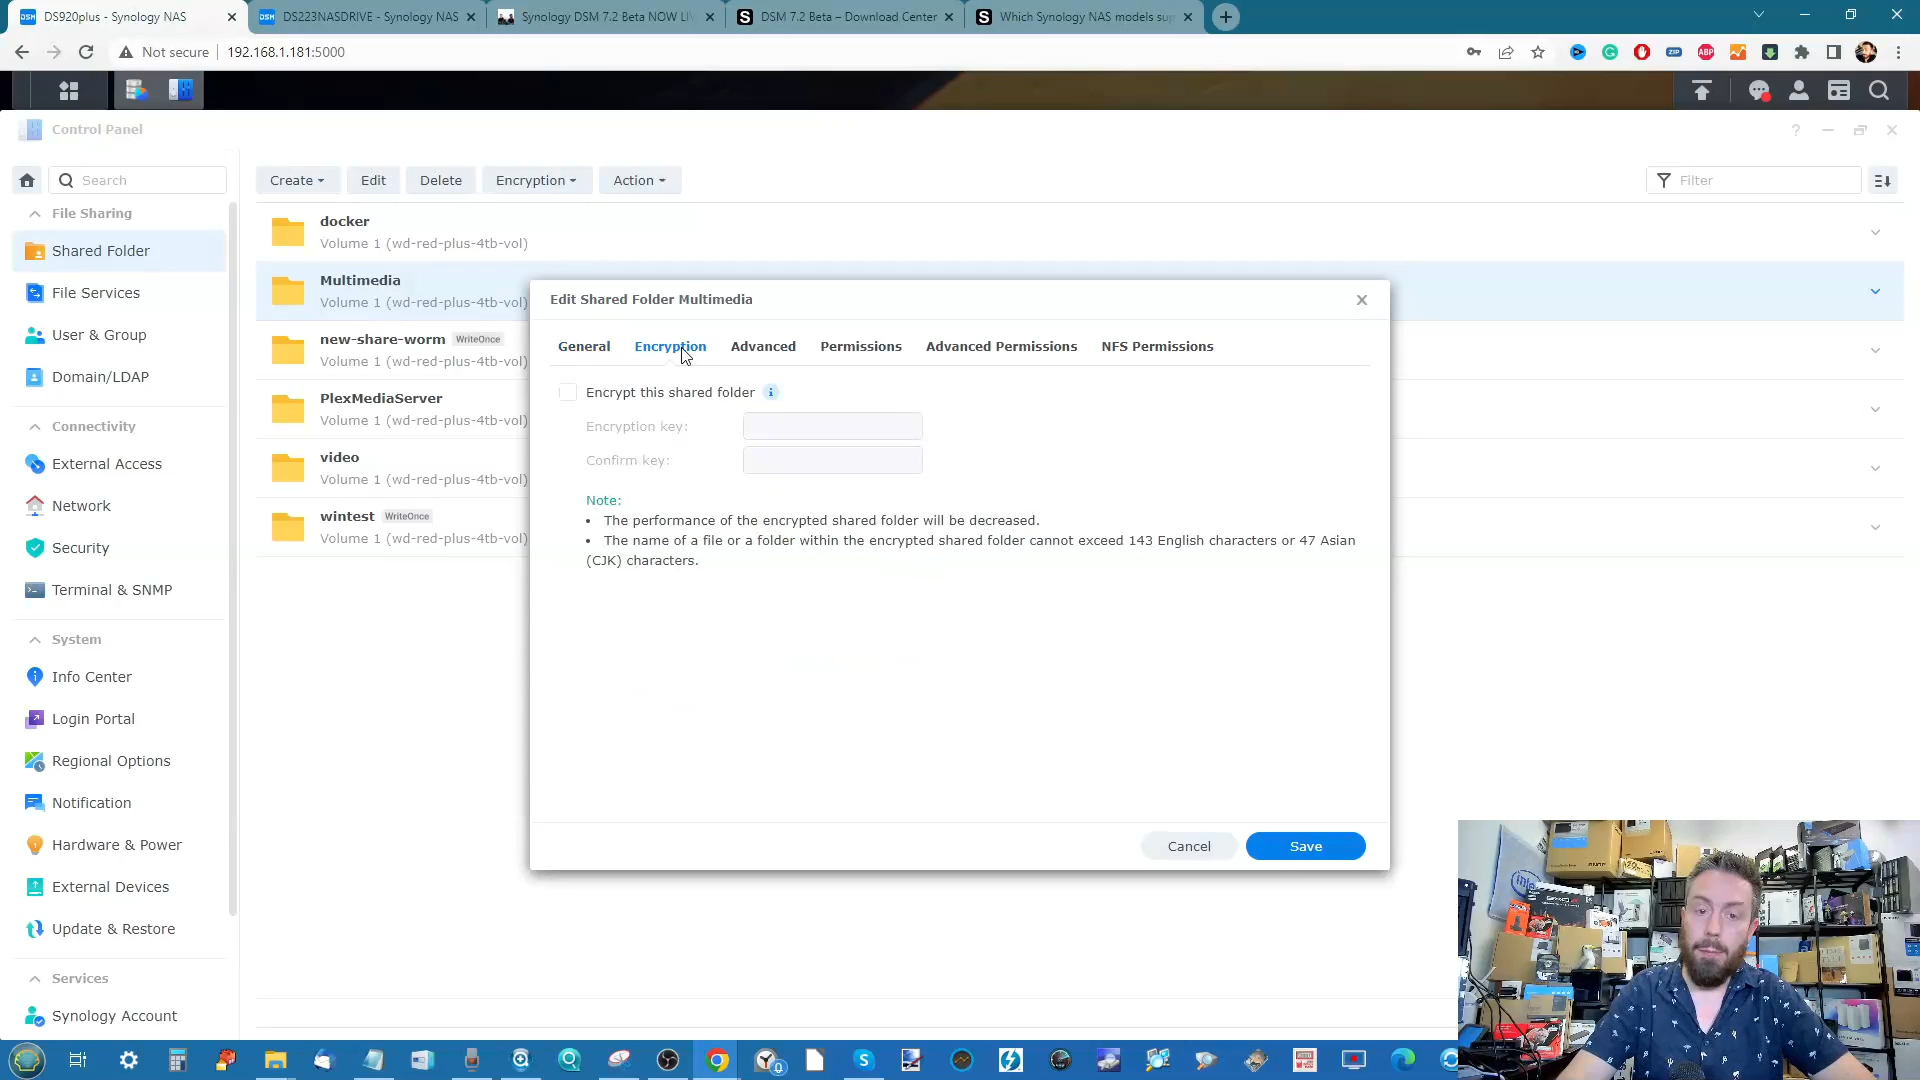 DS920plus - Synology NAS
DS223NASDRIVE - Synology NAS
Synology DSM 7.2 Beta NOW LI
DSM 7.2 Beta – Download Center
Which Synology NAS models sup
Not secure
192.168.1.181:5000
Control Panel
Search
File Sharing
Shared Folder
File Services
User & Group
Domain/LDAP
Connectivity
External Access
Network
Security
Terminal & SNMP
System
Info Center
Login Portal
Regional Options
Notification
Hardware & Power
External Devices
Update & Restore
Services
Synology Account
Create
Edit
Delete
Encryption
Action
Filter
docker
Volume 1 (wd-red-plus-4tb-vol)
Multimedia
Volume 1 (wd-red-plus-4tb-vol)
new-share-worm WriteOnce
Volume 1 (wd-red-plus-4tb-vol)
PlexMediaServer
Volume 1 (wd-red-plus-4tb-vol)
video
Volume 1 (wd-red-plus-4tb-vol)
wintest WriteOnce
Volume 1 (wd-red-plus-4tb-vol)
Edit Shared Folder Multimedia
General
Encryption
Advanced
Permissions
Advanced Permissions
NFS Permissions
Encrypt this shared folder
Encryption key:
Confirm key:
Note:
• The performance of the encrypted shared folder will be decreased.
• The name of a file or a folder within the encrypted shared folder cannot exceed 143 English characters or 47 Asian
(CJK) characters.
Cancel
Save